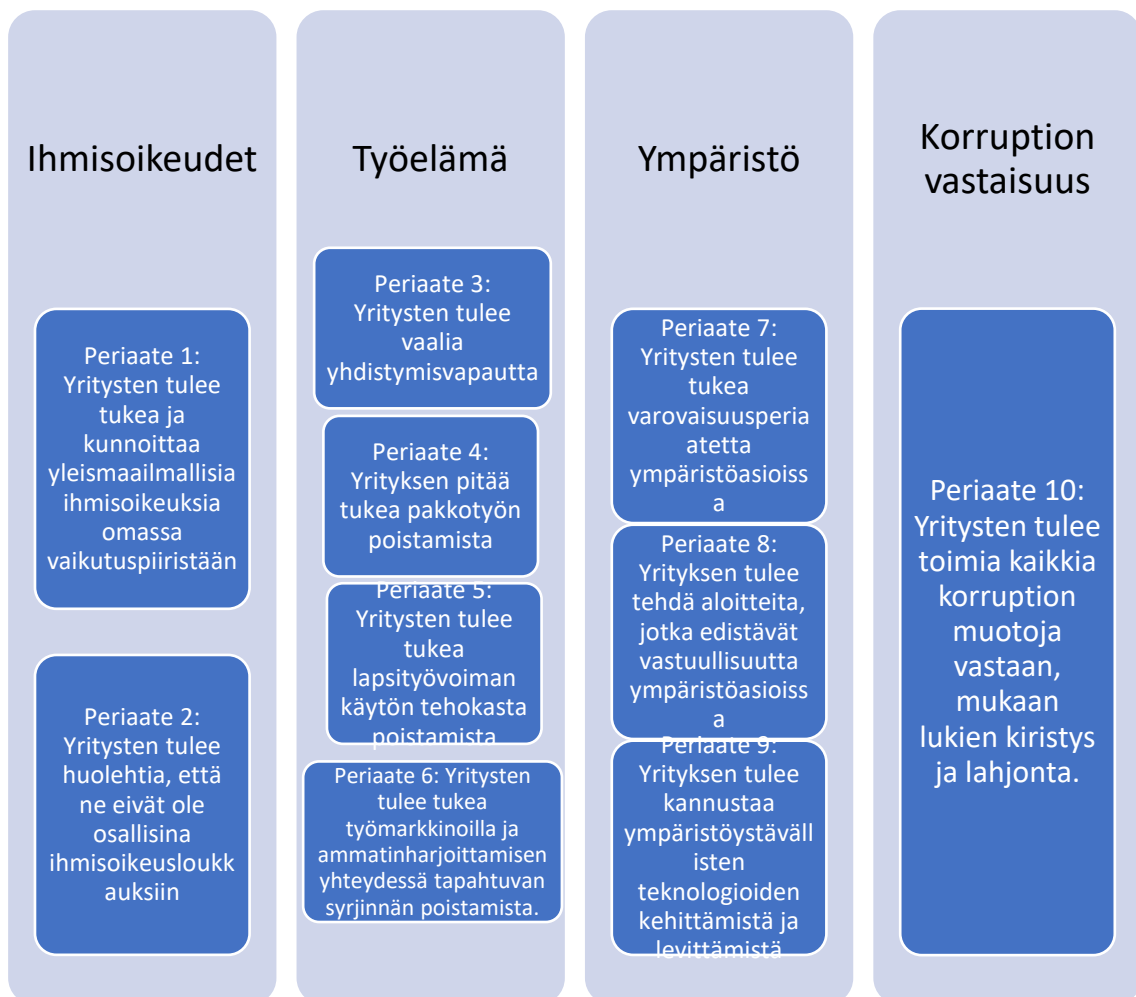 Ihmisoikeudet
Periaate 1:
Yritysten tulee
tukea ja
kunnoittaa
yleismaailmallisia
ihmisoikeuksia
omassa
vaikutuspiiristään
Periaate 2:
Yritysten tulee
huolehtia, että
ne eivät ole
osallisina
ihmisoikeusloukk
auksiin
Työelämä
Periaate 3:
Yritysten tulee
vaalia
yhdistymisvapautta
Periaate 4:
Yrityksen pitää
tukea pakkotyön
poistamista
Periaate 5:
Yritysten tulee
tukea
lapsityövoiman
käytön tehokasta
poistamista
Periaate 6: Yritysten
tulee tukea
työmarkkinoilla ja
ammatinharjoittamisen
yhteydessä tapahtuvan
syrjinnän poistamista.
Ympäristö
Periaate 7:
Yritysten tulee
tukea
varovaisuusperia
atetta
ympäristöasioiss
a
Periaate 8:
Yrityksen tulee
tehdä aloitteita,
jotka edistävät
vastuullisuutta
ympäristöasioiss
a
Periaate 9:
Yrityksen tulee
kannustaa
ympäristöystäväll
isten
teknologioiden
kehittämistä ja
levittämistä
Korruption
vastaisuus
Periaate 10:
Yritysten tulee
toimia kaikkia
korruption
muotoja
vastaan,
mukaan
lukien kiristys
ja lahjonta.